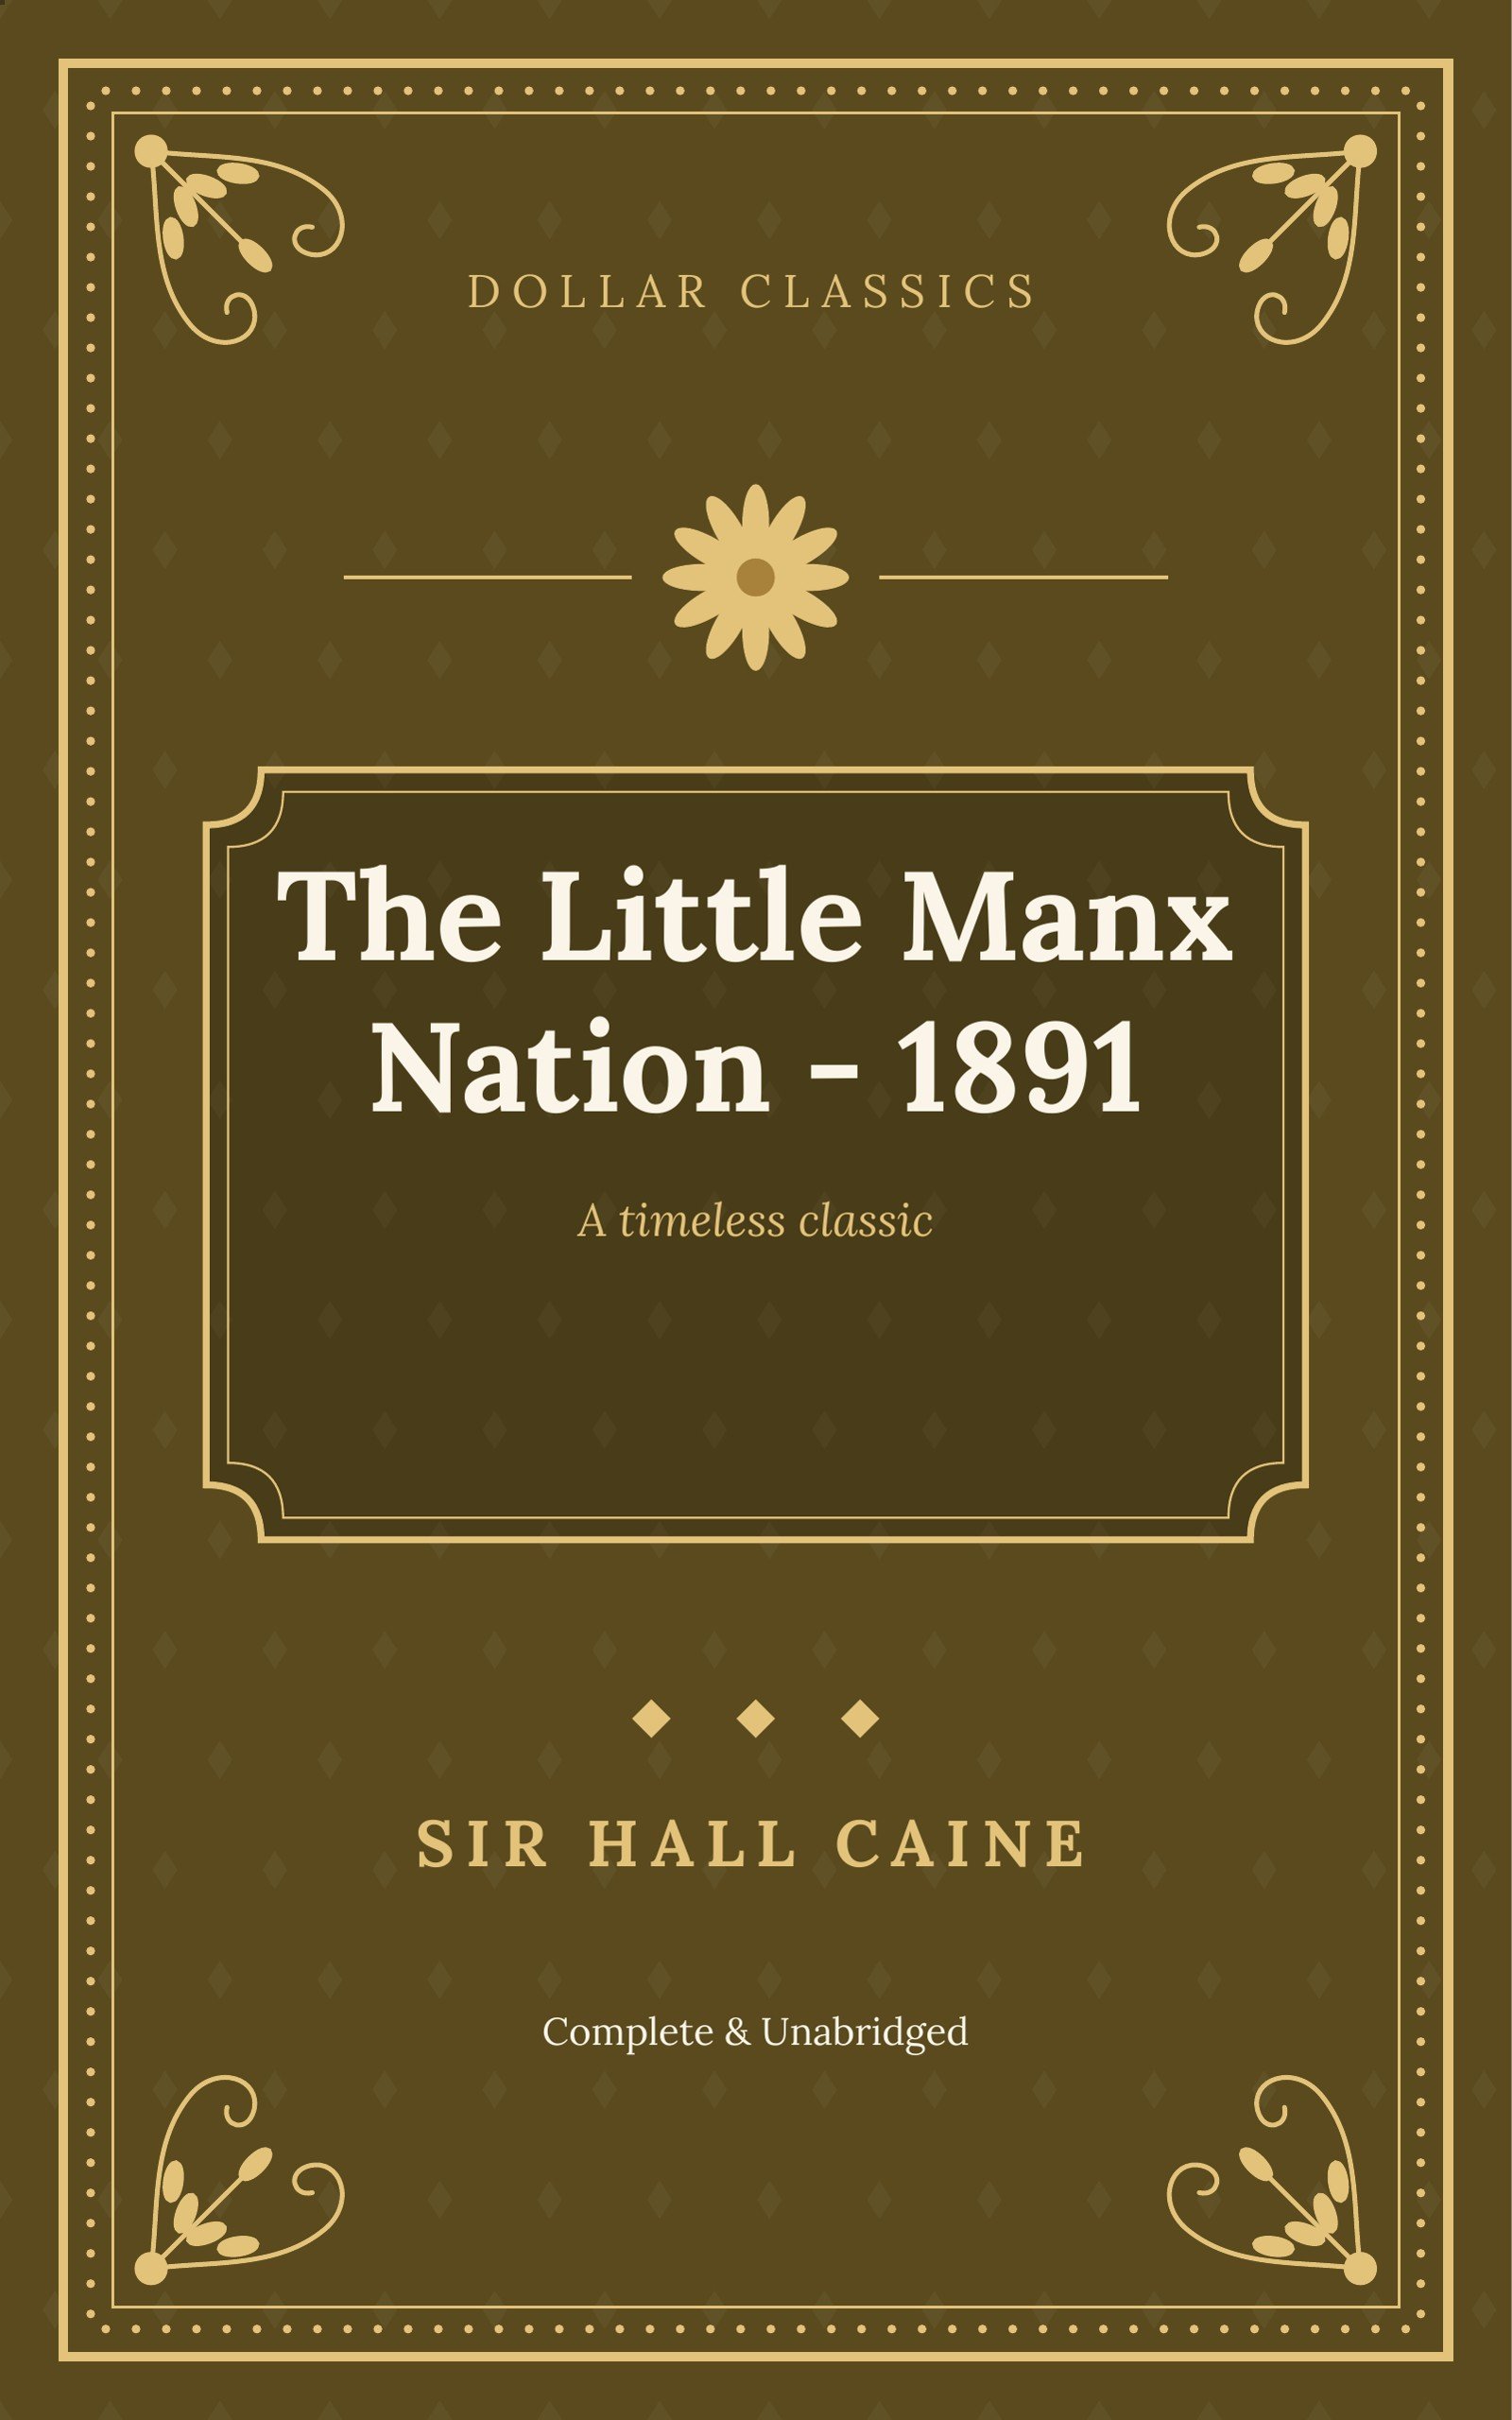 DOLLAR CLASSICS
The Little Manx
Nation - 1891
A timeless classic
SIR HALL CAINE
Complete & Unabridged